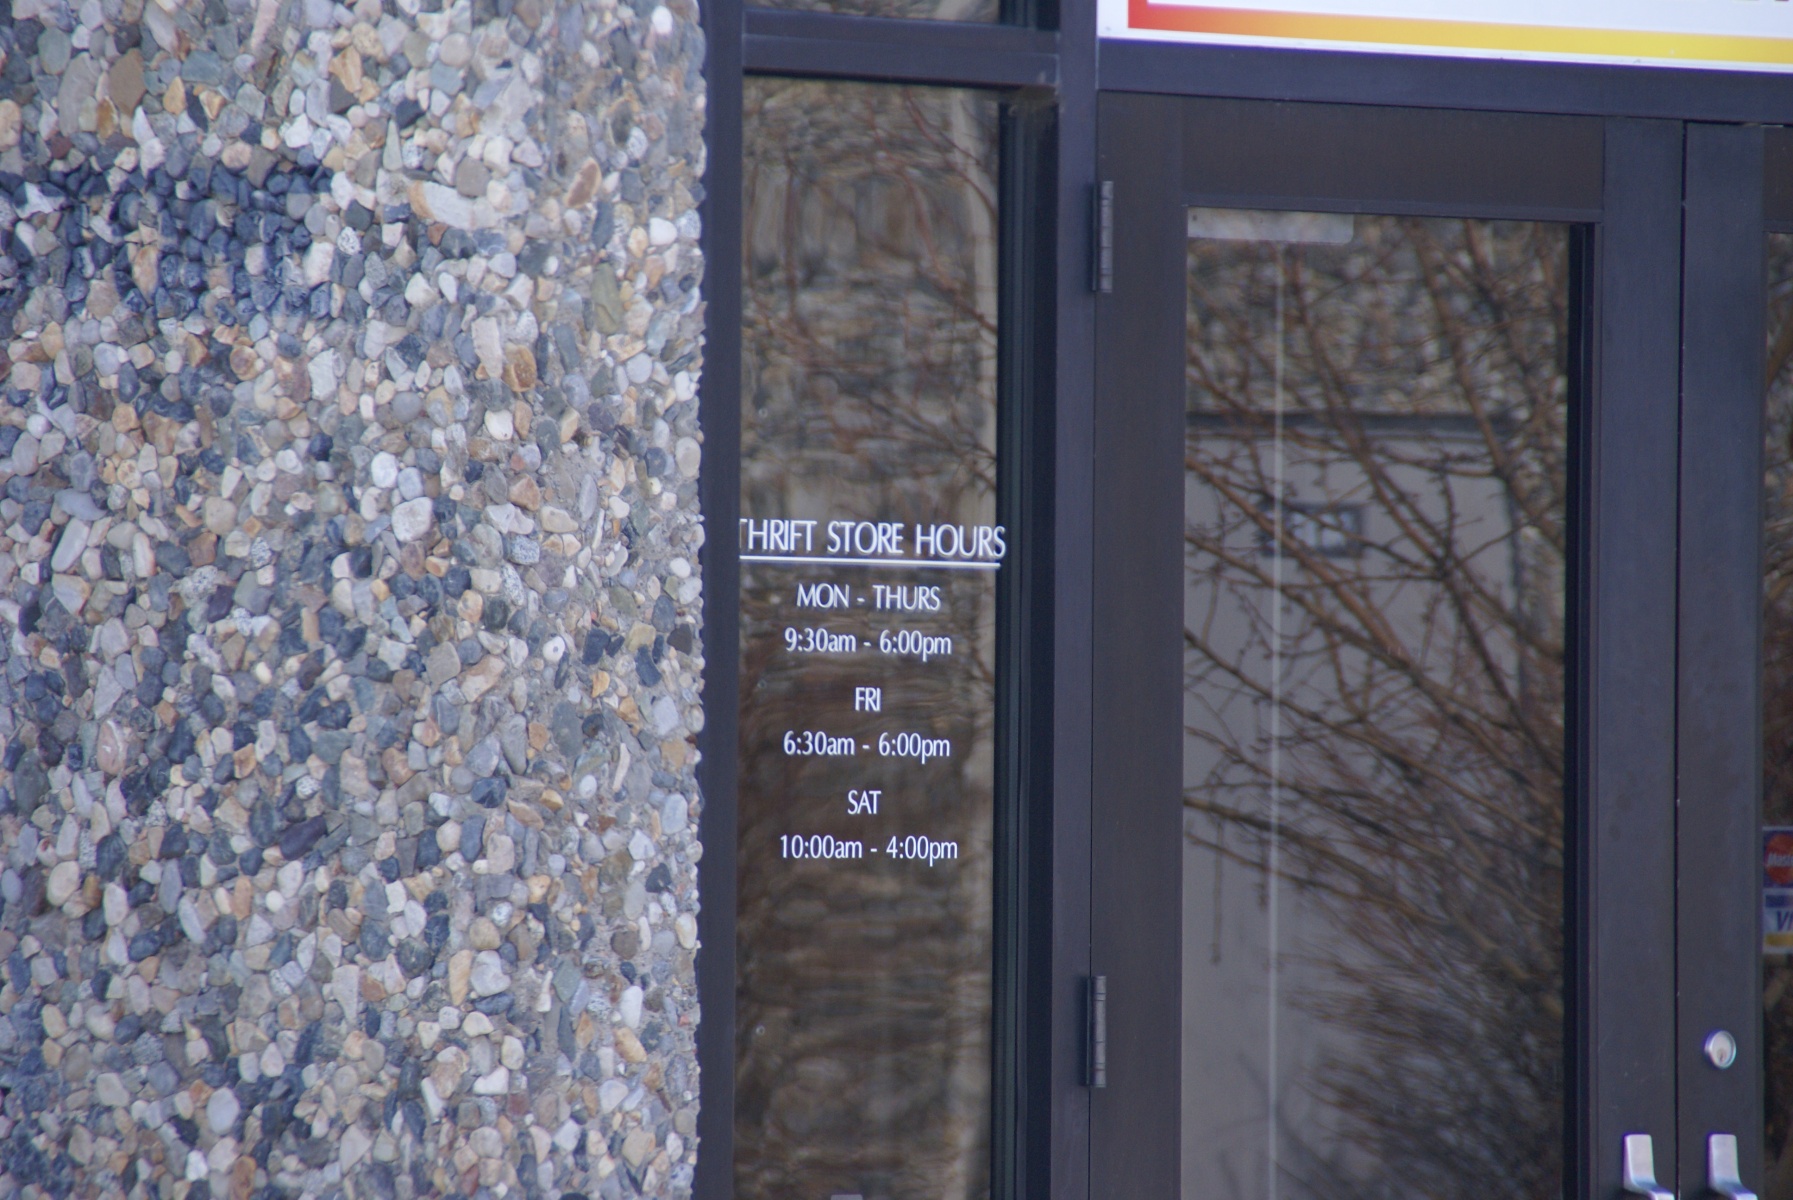 THRIFT STORE HOURS
MON - THURS
9:30am - 6:00pm
FRI
6:30am - 6:00pm
SAT
10:00am - 4:00pm